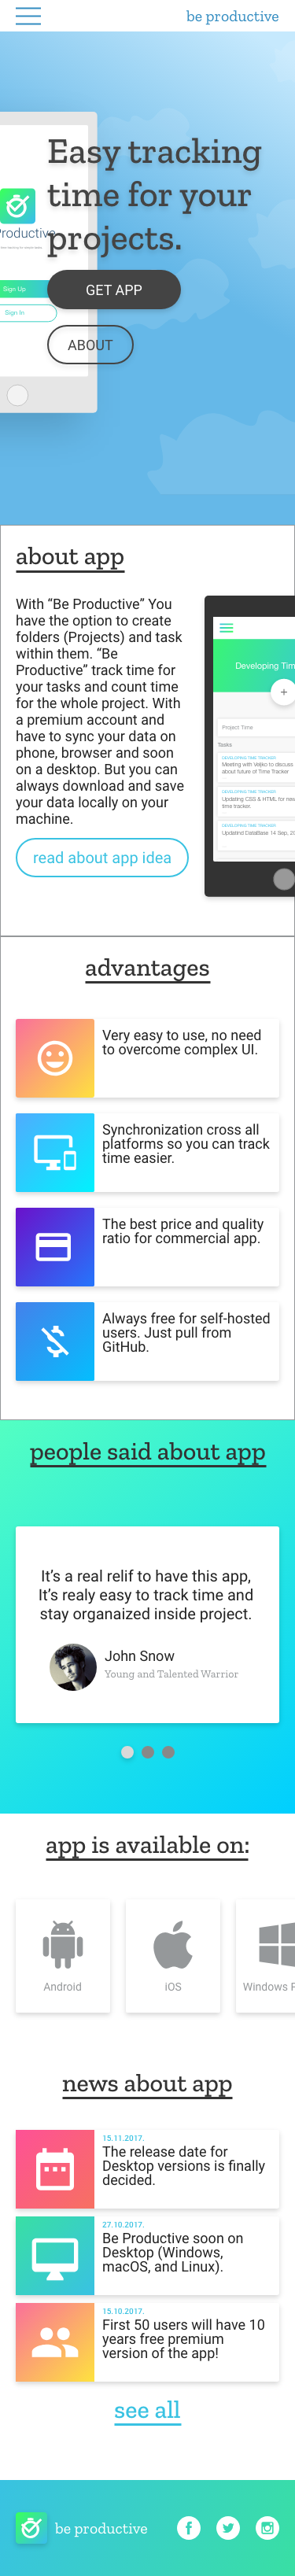 be productive
Easy tracking
time for your
projects.
roductive
Sign Up
Sign In
GET APP
ABOUT
about app
With “Be Productive” You
have the option to create
folders (Projects) and task
within them. “Be
Productive” track time for
your tasks and count time
for the whole project. With
a premium account and
have to sync your data on
phone, browser and soon
on a desktop. But you can
always download and save
your data locally on your
machine.
read about app idea
Developing Tim
+
Project Time
Tasks
DEVELOPING TIME TRACKER
Meeting with Veljko to discuss
about future of Time Tracker
DEVELOPING TIME TRACKER
Updating CSS & HTML for new
time tracker.
DEVELOPING TIME TRACKER
Updatind DataBase 14 Sep, 20
advantages
Very easy to use, no need
to overcome complex UI.
Synchronization cross all
platforms so you can track
time easier.
The best price and quality
ratio for commercial app.
Always free for self-hosted
users. Just pull from
GitHub.
people said about app
It’s a real relif to have this app,
It’s realy easy to track time and
stay organaized inside project.
John Snow
Young and Talented Warrior
app is available on:
Android
iOS
Windows P
news about app
15.11.2017.
The release date for
Desktop versions is finally
decided.
27.10.2017.
Be Productive soon on
Desktop (Windows,
macOS, and Linux).
15.10.2017.
First 50 users will have 10
years free premium
version of the app!
see all
be productive